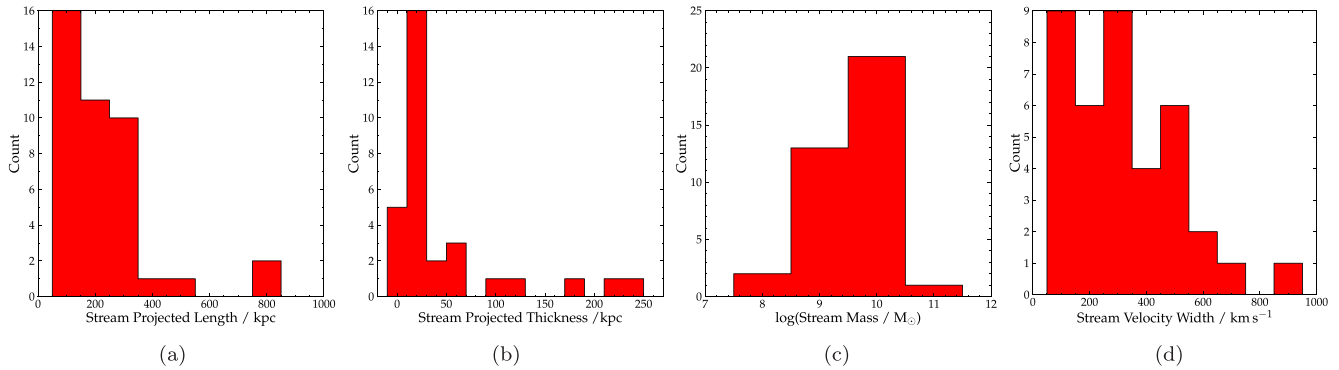 16
14
12
10
8
6
4
2
0
Count
0 200 400 600 800 1000
Stream Projected Length / kpc
(a)
16
14
12
10
8
6
4
2
0
Count
0 50 100 150 200 250
Stream Projected Thickness /kpc
(b)
25
20
15
10
5
0
Count
7 8 9 10 11 12
log(Stream Mass / M☉)
(c)
9
8
7
6
5
4
3
2
1
0
Count
0 200 400 600 800 1000
Stream Velocity Width / km s⁻¹
(d)